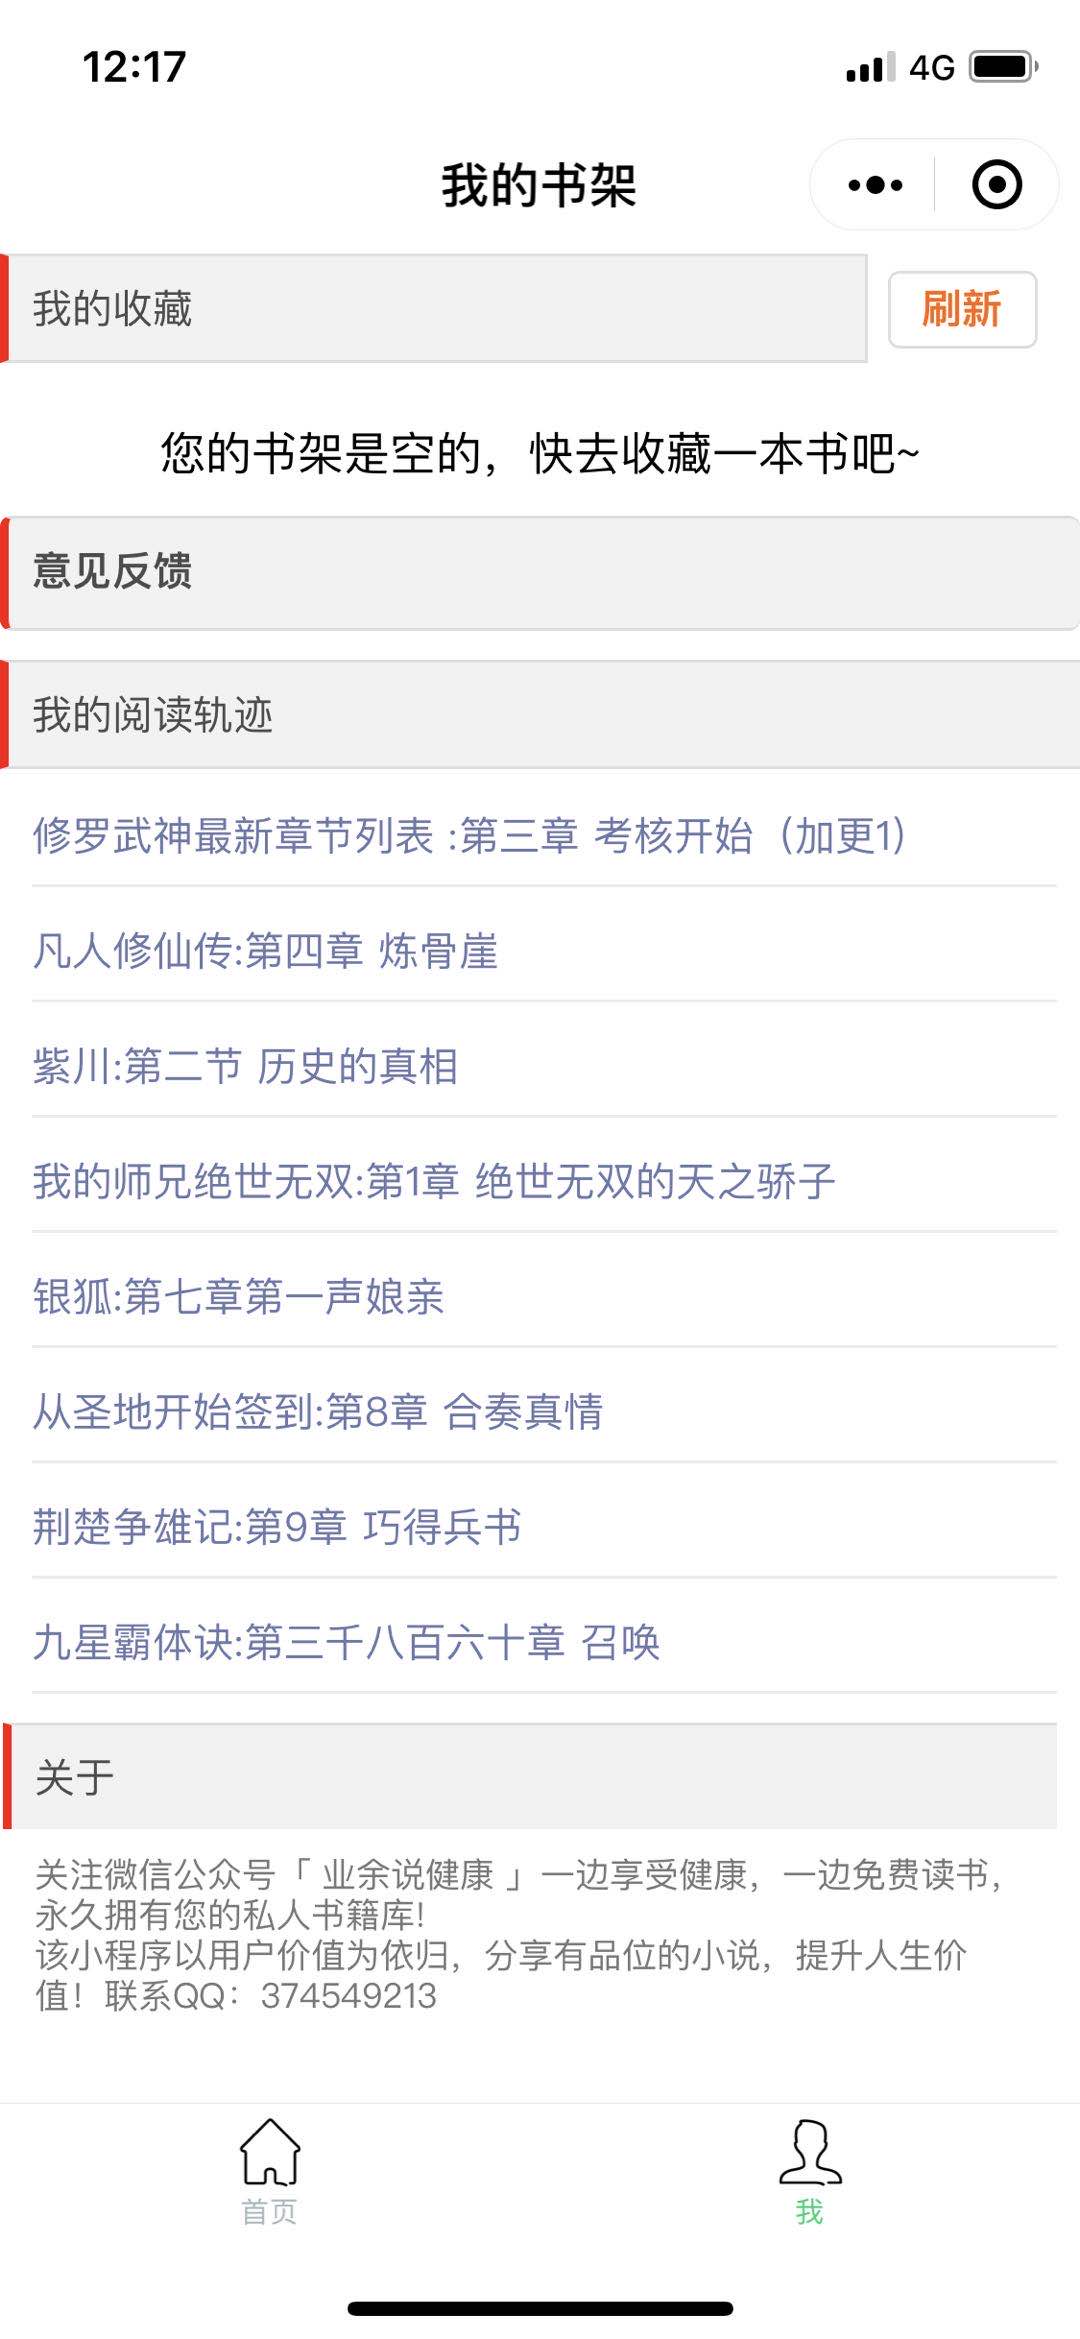 12:17
4G
我的书架
我的收藏
刷新
您的书架是空的，快去收藏一本书吧~
意见反馈
我的阅读轨迹
修罗武神最新章节列表 :第三章 考核开始（加更1）
凡人修仙传:第四章 炼骨崖
紫川:第二节 历史的真相
我的师兄绝世无双:第1章 绝世无双的天之骄子
银狐:第七章第一声娘亲
从圣地开始签到:第8章 合奏真情
荆楚争雄记:第9章 巧得兵书
九星霸体诀:第三千八百六十章 召唤
关于
关注微信公众号「 业余说健康 」一边享受健康，一边免费读书，
永久拥有您的私人书籍库！
该小程序以用户价值为依归，分享有品位的小说，提升人生价
值！联系QQ：374549213
首页
我